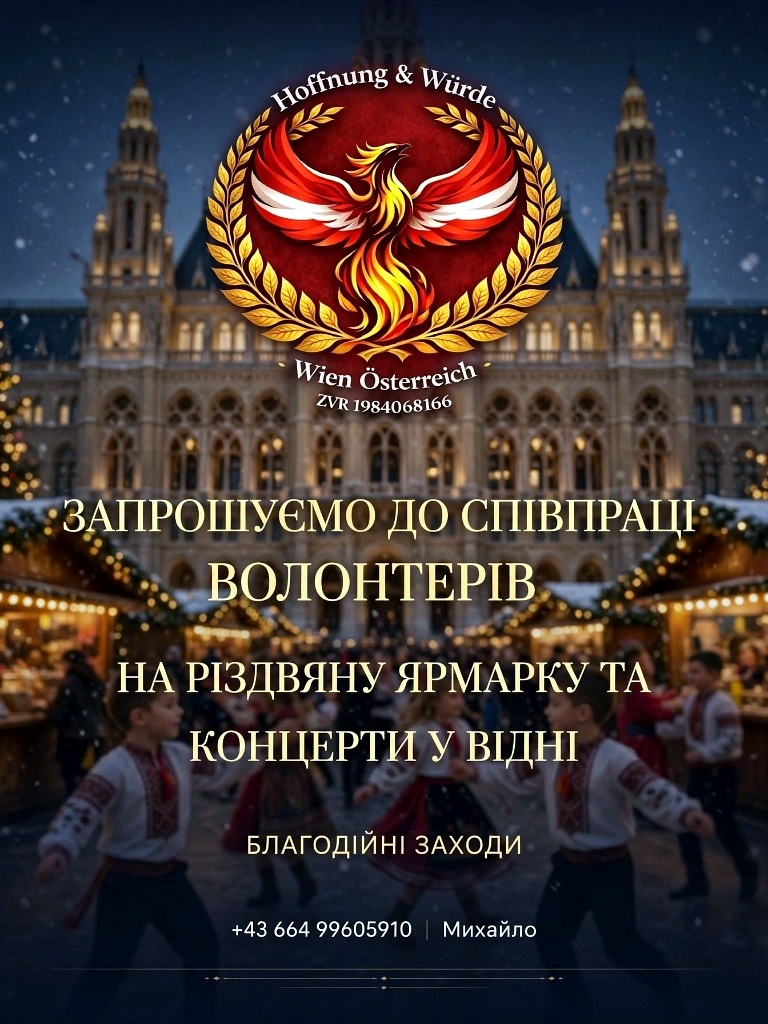 Hoffnung & Würde
Wien Österreich
ZVR 1984068166
ЗАПРОШУЄМО ДО СПІВПРАЦІ
ВОЛОНТЕРІВ
НА РІЗДВЯНУ ЯРМАРКУ ТА
КОНЦЕРТИ У ВІДНІ
БЛАГОДІЙНІ ЗАХОДИ
+43 664 99605910 | Михайло